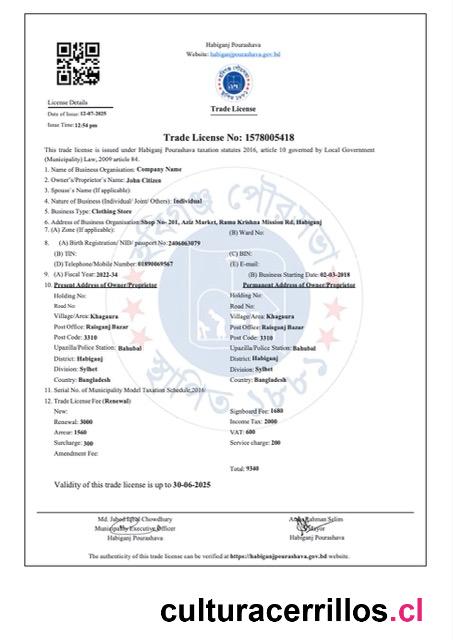 Habiganj Pourashava
Website: habiganjpourashava.gov.bd
License Details
Date of Issue: 12-07-2025
Issue Time: 12:54 pm
Trade License
Trade License No: 1578005418
This trade license is issued under Habiganj Pourashava taxation statutes 2016, article 10 governed by Local Government
(Municipality) Law, 2009 article 84.
1. Name of Business Organisation: Company Name
2. Owner's/Proprietor's Name: John Citizen
3. Spouse's Name (If applicable):
4. Nature of Business (Individual/ Joint/ Others): Individual
5. Business Type: Clothing Store
6. Address of Business Organisation: Shop No- 201, Aziz Market, Rama Krishna Mission Rd, Habiganj
7. (A) Zone (If applicable): (B) Ward No:
8. (A) Birth Registration/ NID/ passport No: 2406063079
(B) TIN: (C) BIN:
(D) Telephone/Mobile Number: 01890069567 (E) E-mail:
9. (A) Fiscal Year: 2022-34 (B) Business Starting Date: 02-03-2018
10. Present Address of Owner/Proprietor Permanent Address of Owner/Proprietor
Holding No: Holding No:
Road No: Road No:
Village/Area: Khagaura Village/Area: Khagaura
Post Office: Raisganj Bazar Post Office: Raisganj Bazar
Post Code: 3310 Post Code: 3310
Upazilla/Police Station: Bahubal Upazilla/Police Station: Bahubal
District: Habiganj District: Habiganj
Division: Sylhet Division: Sylhet
Country: Bangladesh Country: Bangladesh
11. Serial No. of Municipality Model Taxation Schedule,2016/
12. Trade License Fee (Renewal)
New: Signboard Fee: 1680
Renewal: 3000 Income Tax: 2000
Arrear: 1560 VAT: 600
Surcharge: 300 Service charge: 200
Amendment Fee:
Total: 9340
Validity of this trade license is up to 30-06-2025
Md. Jabed Iqbal Chowdhury
Municipality Executive Officer
Habiganj Pourashava
Rahman Selim
Mayor
Habiganj Pourashava
The authenticity of this trade license can be verified at https://habiganjpourashava.gov.bd website.
হবিগঞ্জ পৌরসভা
স্থাপিত ১৮৮১
culturacerrillos.cl